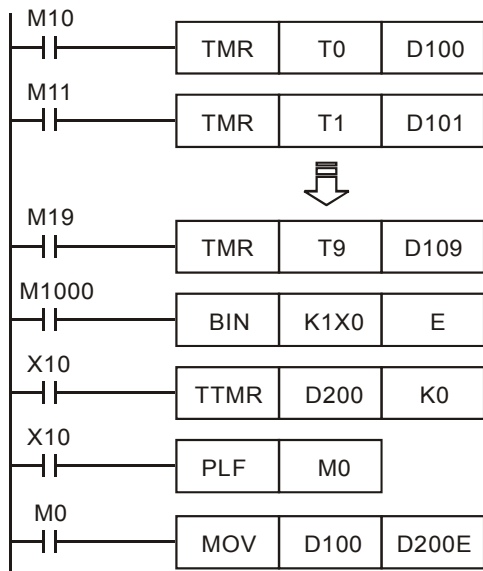 M10
TMR T0 D100
M11
TMR T1 D101
M19
TMR T9 D109
M1000
BIN K1X0 E
X10
TTMR D200 K0
X10
PLF M0
M0
MOV D100 D200E